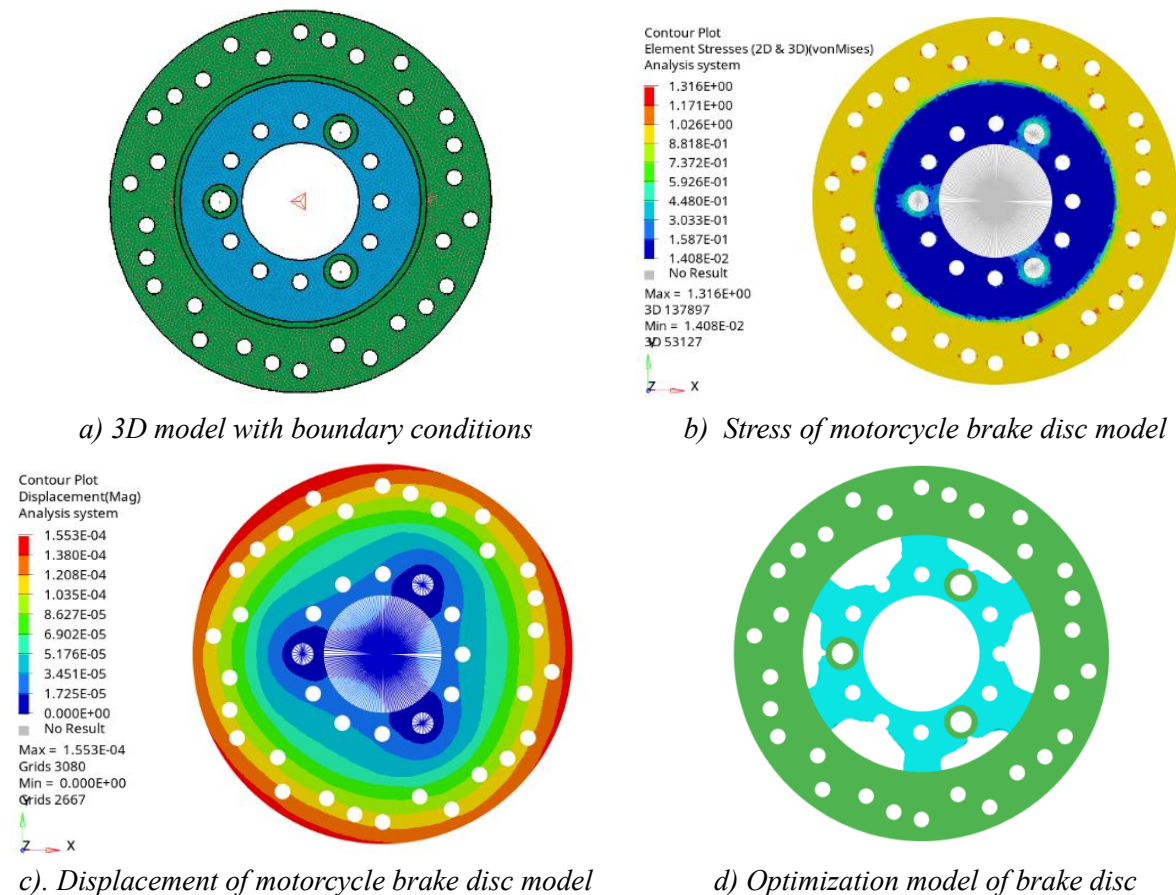 Contour Plot
Element Stresses (2D & 3D)(vonMises)
Analysis system
1.316E+00
1.171E+00
1.026E+00
8.818E-01
7.372E-01
5.926E-01
4.480E-01
3.033E-01
1.587E-01
1.408E-02
No Result
Max = 1.316E+00
3D 137897
Min = 1.408E-02
3D 53127
Y
Z X
a) 3D model with boundary conditions
b) Stress of motorcycle brake disc model
Contour Plot
Displacement(Mag)
Analysis system
1.553E-04
1.380E-04
1.208E-04
1.035E-04
8.627E-05
6.902E-05
5.176E-05
3.451E-05
1.725E-05
0.000E+00
No Result
Max = 1.553E-04
Grids 3080
Min = 0.000E+00
Grids 2667
Y
Z X
c). Displacement of motorcycle brake disc model
d) Optimization model of brake disc